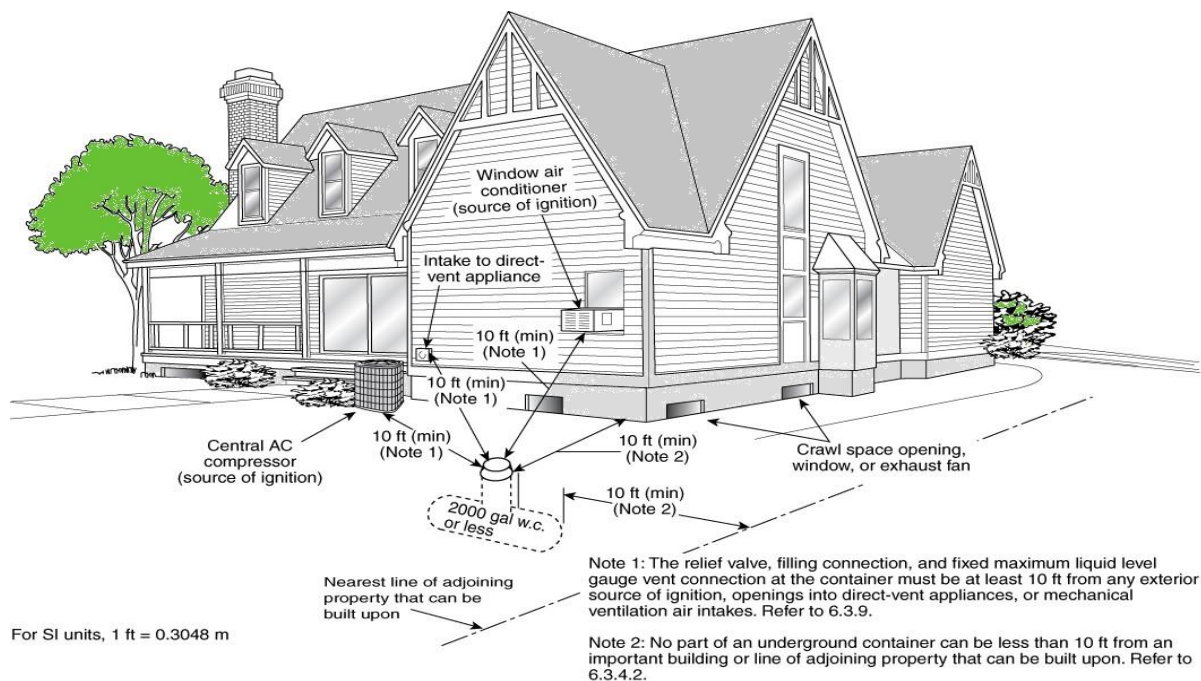 Window air
conditioner
(source of ignition)
Intake to direct-
vent appliance
10 ft (min)
(Note 1)
10 ft (min)
(Note 1)
Central AC
compressor
(source of ignition)
10 ft (min)
(Note 1)
10 ft (min)
(Note 2)
Crawl space opening,
window, or exhaust fan
2000 gal w.c.
or less
10 ft (min)
(Note 2)
Nearest line of adjoining
property that can be
built upon
For SI units, 1 ft = 0.3048 m
Note 1: The relief valve, filling connection, and fixed maximum liquid level
gauge vent connection at the container must be at least 10 ft from any exterior
source of ignition, openings into direct-vent appliances, or mechanical
ventilation air intakes. Refer to 6.3.9.
Note 2: No part of an underground container can be less than 10 ft from an
important building or line of adjoining property that can be built upon. Refer to
6.3.4.2.